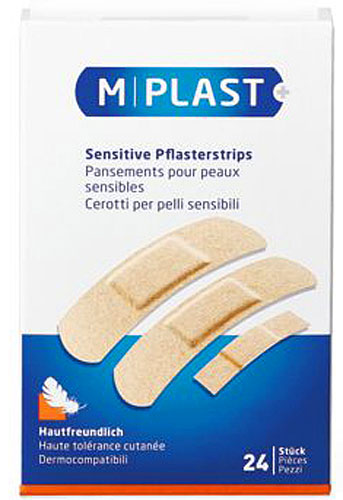 M|PLAST
Sensitive Pflasterstrips
Pansements pour peaux
sensibles
Cerotti per pelli sensibili
Hautfreundlich
Haute tolérance cutanée
Dermocompatibili
24 Stück
Pièces
Pezzi